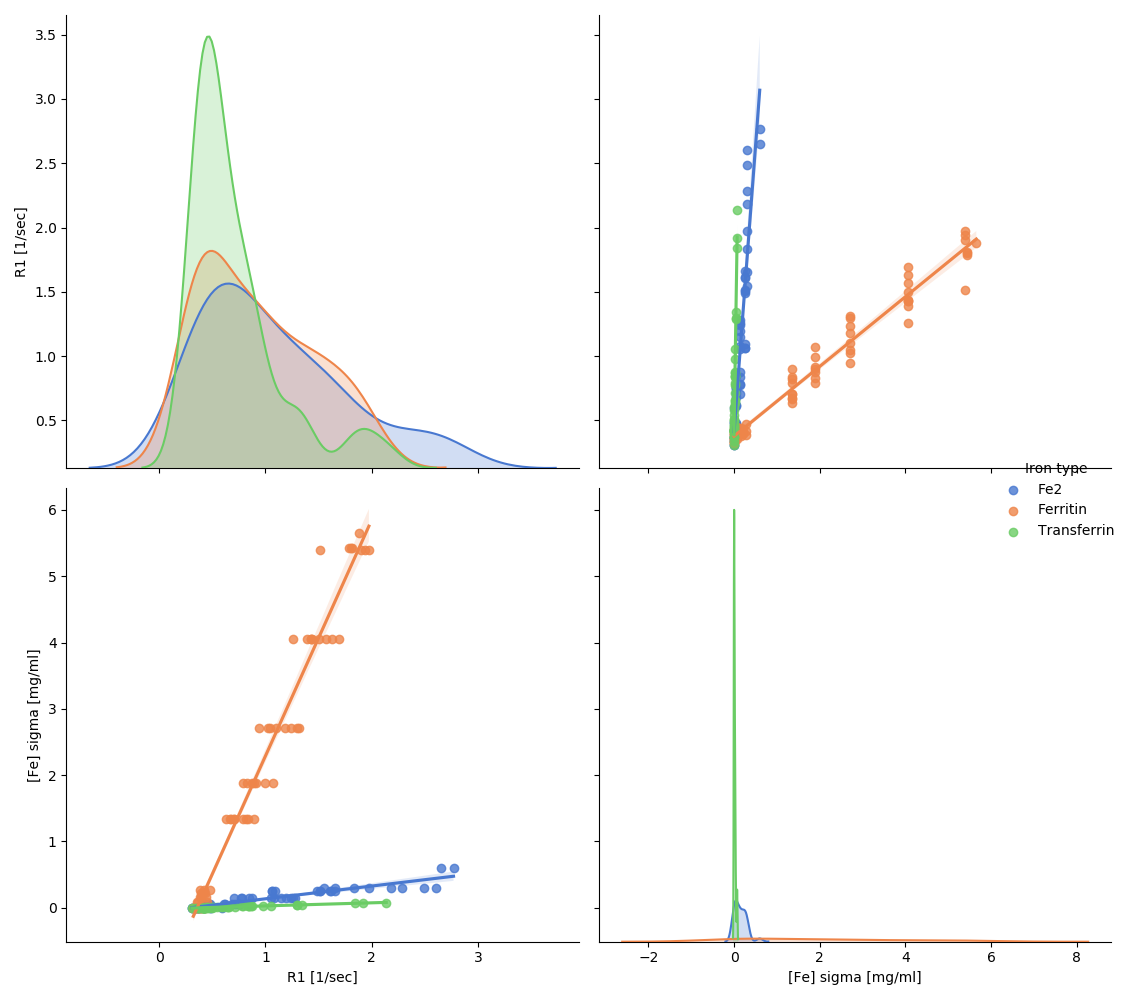 3.5
3.0
2.5
2.0
1.5
1.0
0.5
R1 [1/sec]
Iron type
Fe2
Ferritin
Transferrin
6
5
4
3
2
1
0
[Fe] sigma [mg/ml]
0 1 2 3
R1 [1/sec]
−2 0 2 4 6 8
[Fe] sigma [mg/ml]